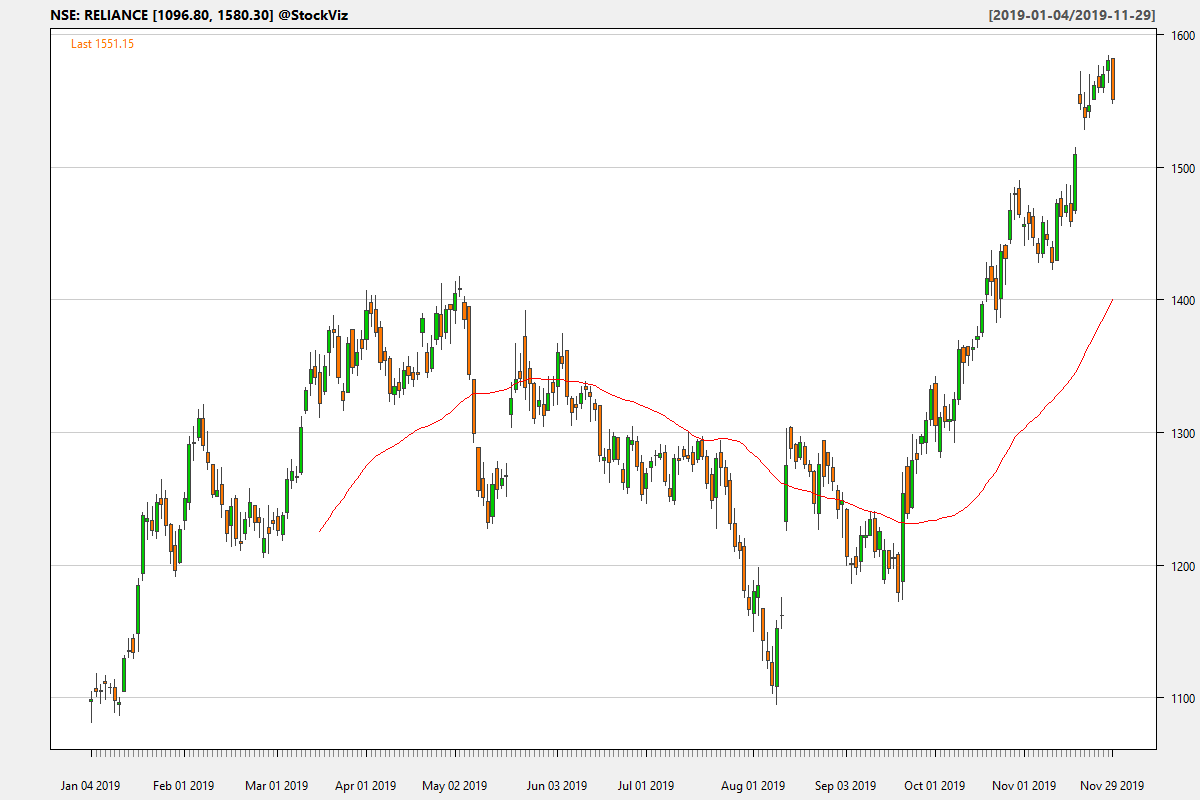 NSE: RELIANCE [1096.80, 1580.30] @StockViz
[2019-01-04/2019-11-29]
Last 1551.15
1600
1500
1400
1300
1200
1100
Jan 04 2019 Feb 01 2019 Mar 01 2019 Apr 01 2019 May 02 2019 Jun 03 2019 Jul 01 2019 Aug 01 2019 Sep 03 2019 Oct 01 2019 Nov 01 2019 Nov 29 2019